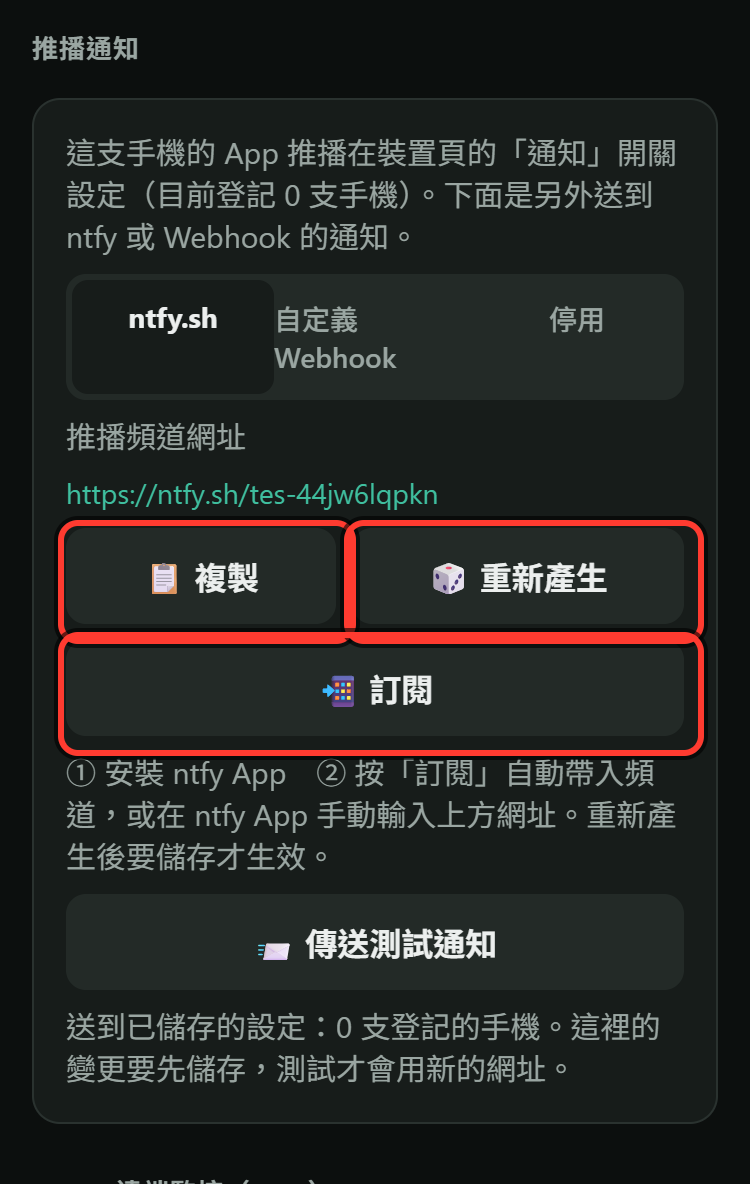 推播通知
這支手機的 App 推播在裝置頁的「通知」開關
設定（目前登記 0 支手機）。下面是另外送到
ntfy 或 Webhook 的通知。
ntfy.sh
自定義
Webhook
停用
推播頻道網址
https://ntfy.sh/tes-44jw6lqpkn
📋 複製
🎲 重新產生
📲 訂閱
① 安裝 ntfy App　② 按「訂閱」自動帶入頻
道，或在 ntfy App 手動輸入上方網址。重新產
生後要儲存才生效。
📨 傳送測試通知
送到已儲存的設定：0 支登記的手機。這裡的
變更要先儲存，測試才會用新的網址。